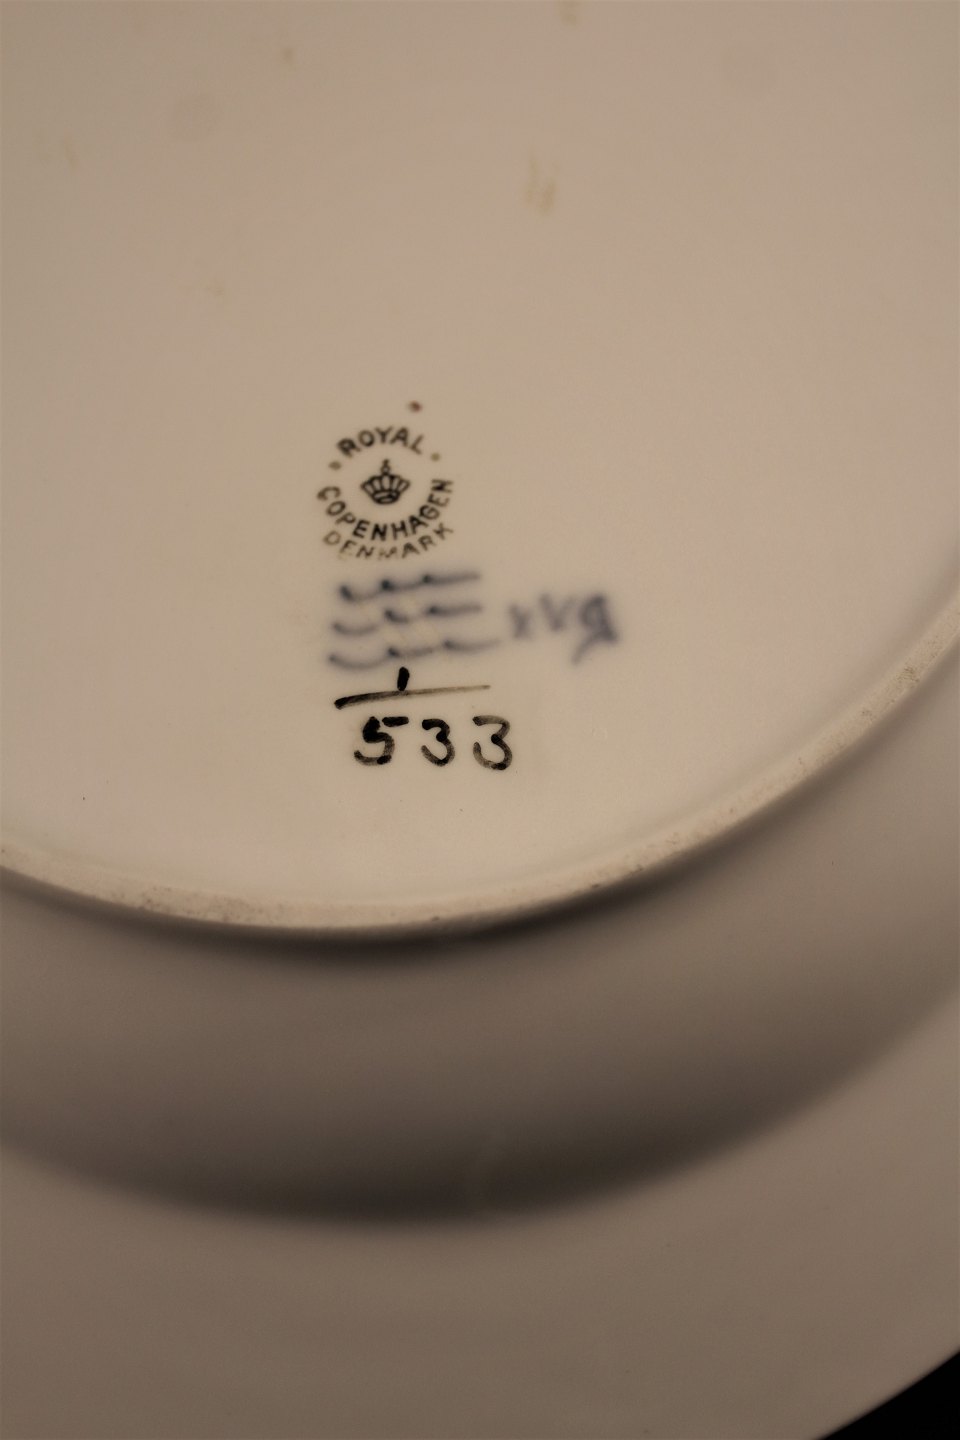 ROYAL
COPENHAGEN
DENMARK
1
533